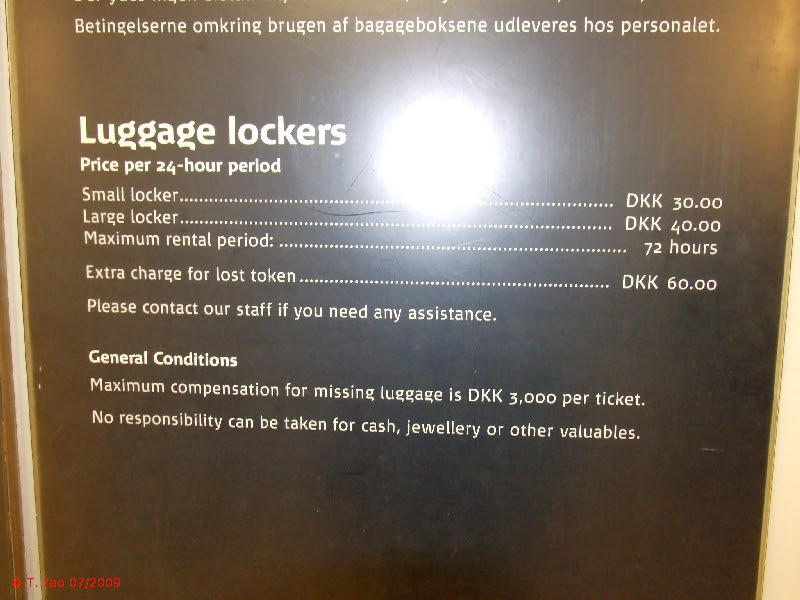 Betingelserne omkring brugen af bagageboksene udleveres hos personalet.
Luggage lockers
Price per 24-hour period
Small locker.......................................................................... DKK 30.00
Large locker.......................................................................... DKK 40.00
Maximum rental period: ............................................................ 72 hours
Extra charge for lost token...................................................... DKK 60.00
Please contact our staff if you need any assistance.
General Conditions
Maximum compensation for missing luggage is DKK 3,000 per ticket.
No responsibility can be taken for cash, jewellery or other valuables.
© T. Yao 07/2009